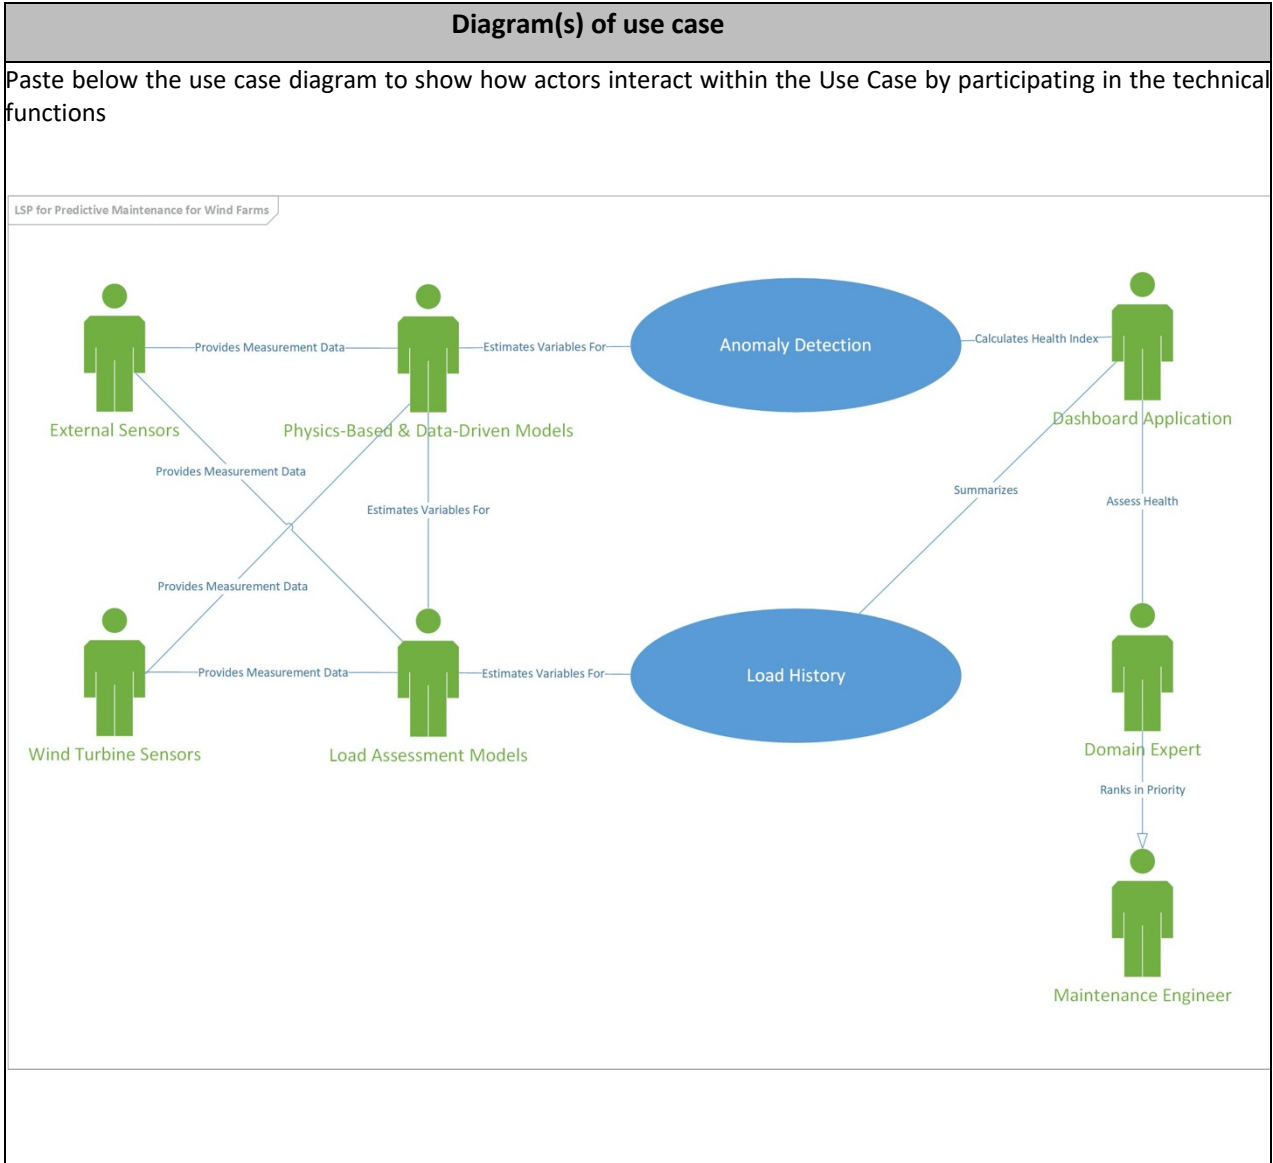 Diagram(s) of use case
Paste below the use case diagram to show how actors interact within the Use Case by participating in the technical
functions
LSP for Predictive Maintenance for Wind Farms
Provides Measurement Data
Estimates Variables For
Anomaly Detection
Calculates Health Index
External Sensors
Physics-Based & Data-Driven Models
Dashboard Application
Provides Measurement Data
Estimates Variables For
Summarizes
Assess Health
Provides Measurement Data
Provides Measurement Data
Estimates Variables For
Load History
Wind Turbine Sensors
Load Assessment Models
Domain Expert
Ranks in Priority
Maintenance Engineer